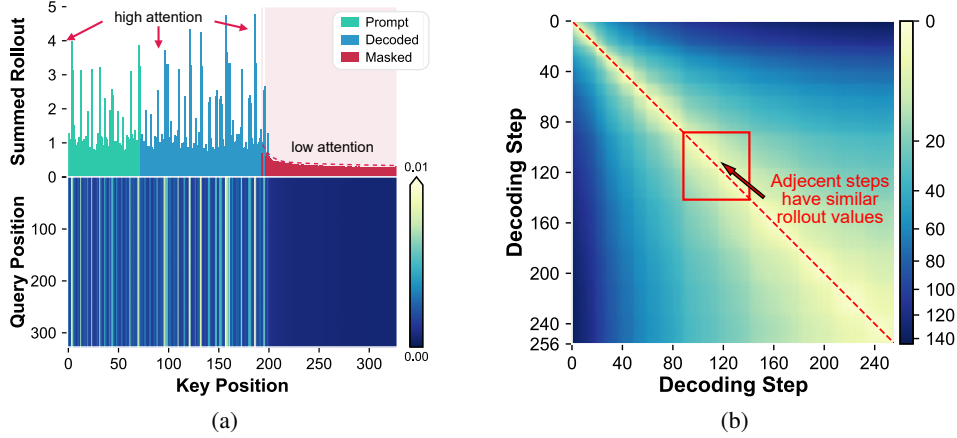 high attention
Prompt
Decoded
Masked
low attention
Summed Rollout
5
4
3
2
1
0
0.01
0.00
Query Position
100
200
300
0 50 100 150 200 250 300
Key Position
(a)
Decoding Step
0
40
80
120
160
200
240
256
0 40 80 120 160 200 240
Decoding Step
Adjecent steps
have similar
rollout values
0
20
40
60
80
100
120
140
(b)